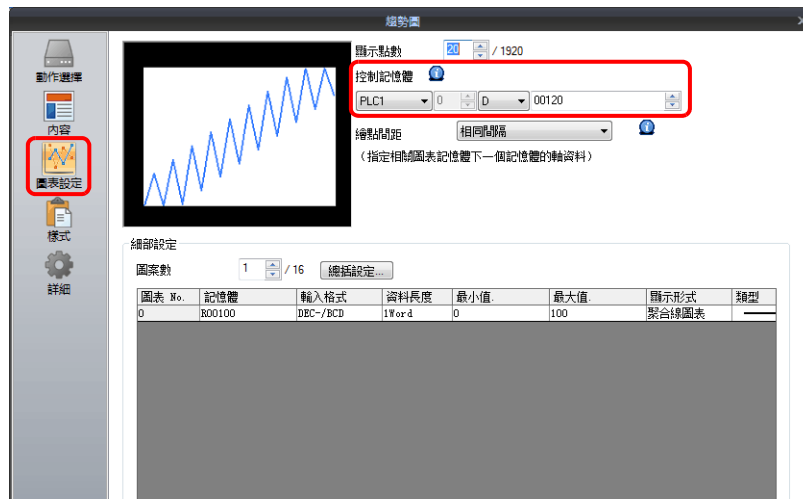 趨勢圖
動作選擇
內容
圖表設定
樣式
詳細
顯示點數 20 / 1920
控制記憶體
PLC1 0 D 00120
繪點間距 相同間隔
(指定相關圖表記憶體下一個記憶體的軸資料)
細部設定
圖案數 1 / 16 總括設定...
圖表 No. 記憶體 輸入格式 資料長度 最小值. 最大值. 顯示形式 類型
0 R00100 DEC-/BCD 1Word 0 100 聚合線圖表